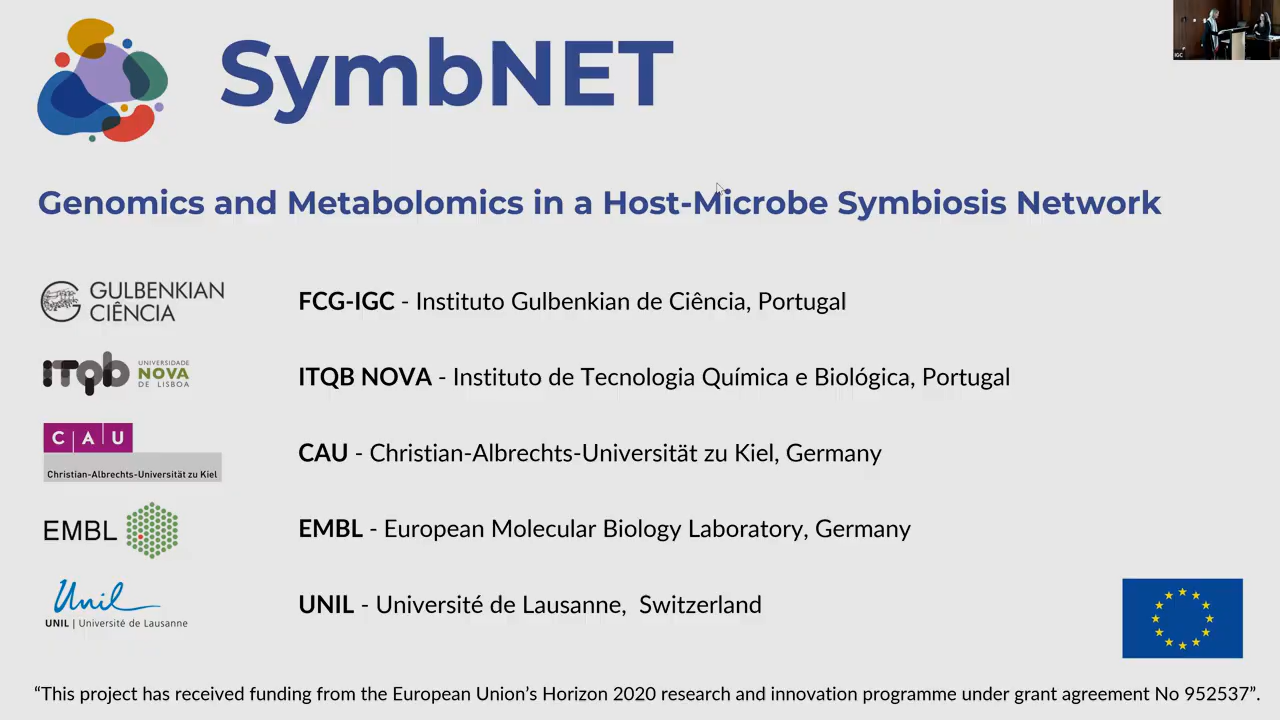 SymbNET
IGC
Genomics and Metabolomics in a Host-Microbe Symbiosis Network
GULBENKIAN
CIÊNCIA
FCG-IGC - Instituto Gulbenkian de Ciência, Portugal
iTQb
UNIVERSIDADE
NOVA
DE LISBOA
ITQB NOVA - Instituto de Tecnologia Química e Biológica, Portugal
C | A | U
Christian-Albrechts-Universität zu Kiel
CAU - Christian-Albrechts-Universität zu Kiel, Germany
EMBL
EMBL - European Molecular Biology Laboratory, Germany
Unil
UNIL | Université de Lausanne
UNIL - Université de Lausanne, Switzerland
“This project has received funding from the European Union’s Horizon 2020 research and innovation programme under grant agreement No 952537”.